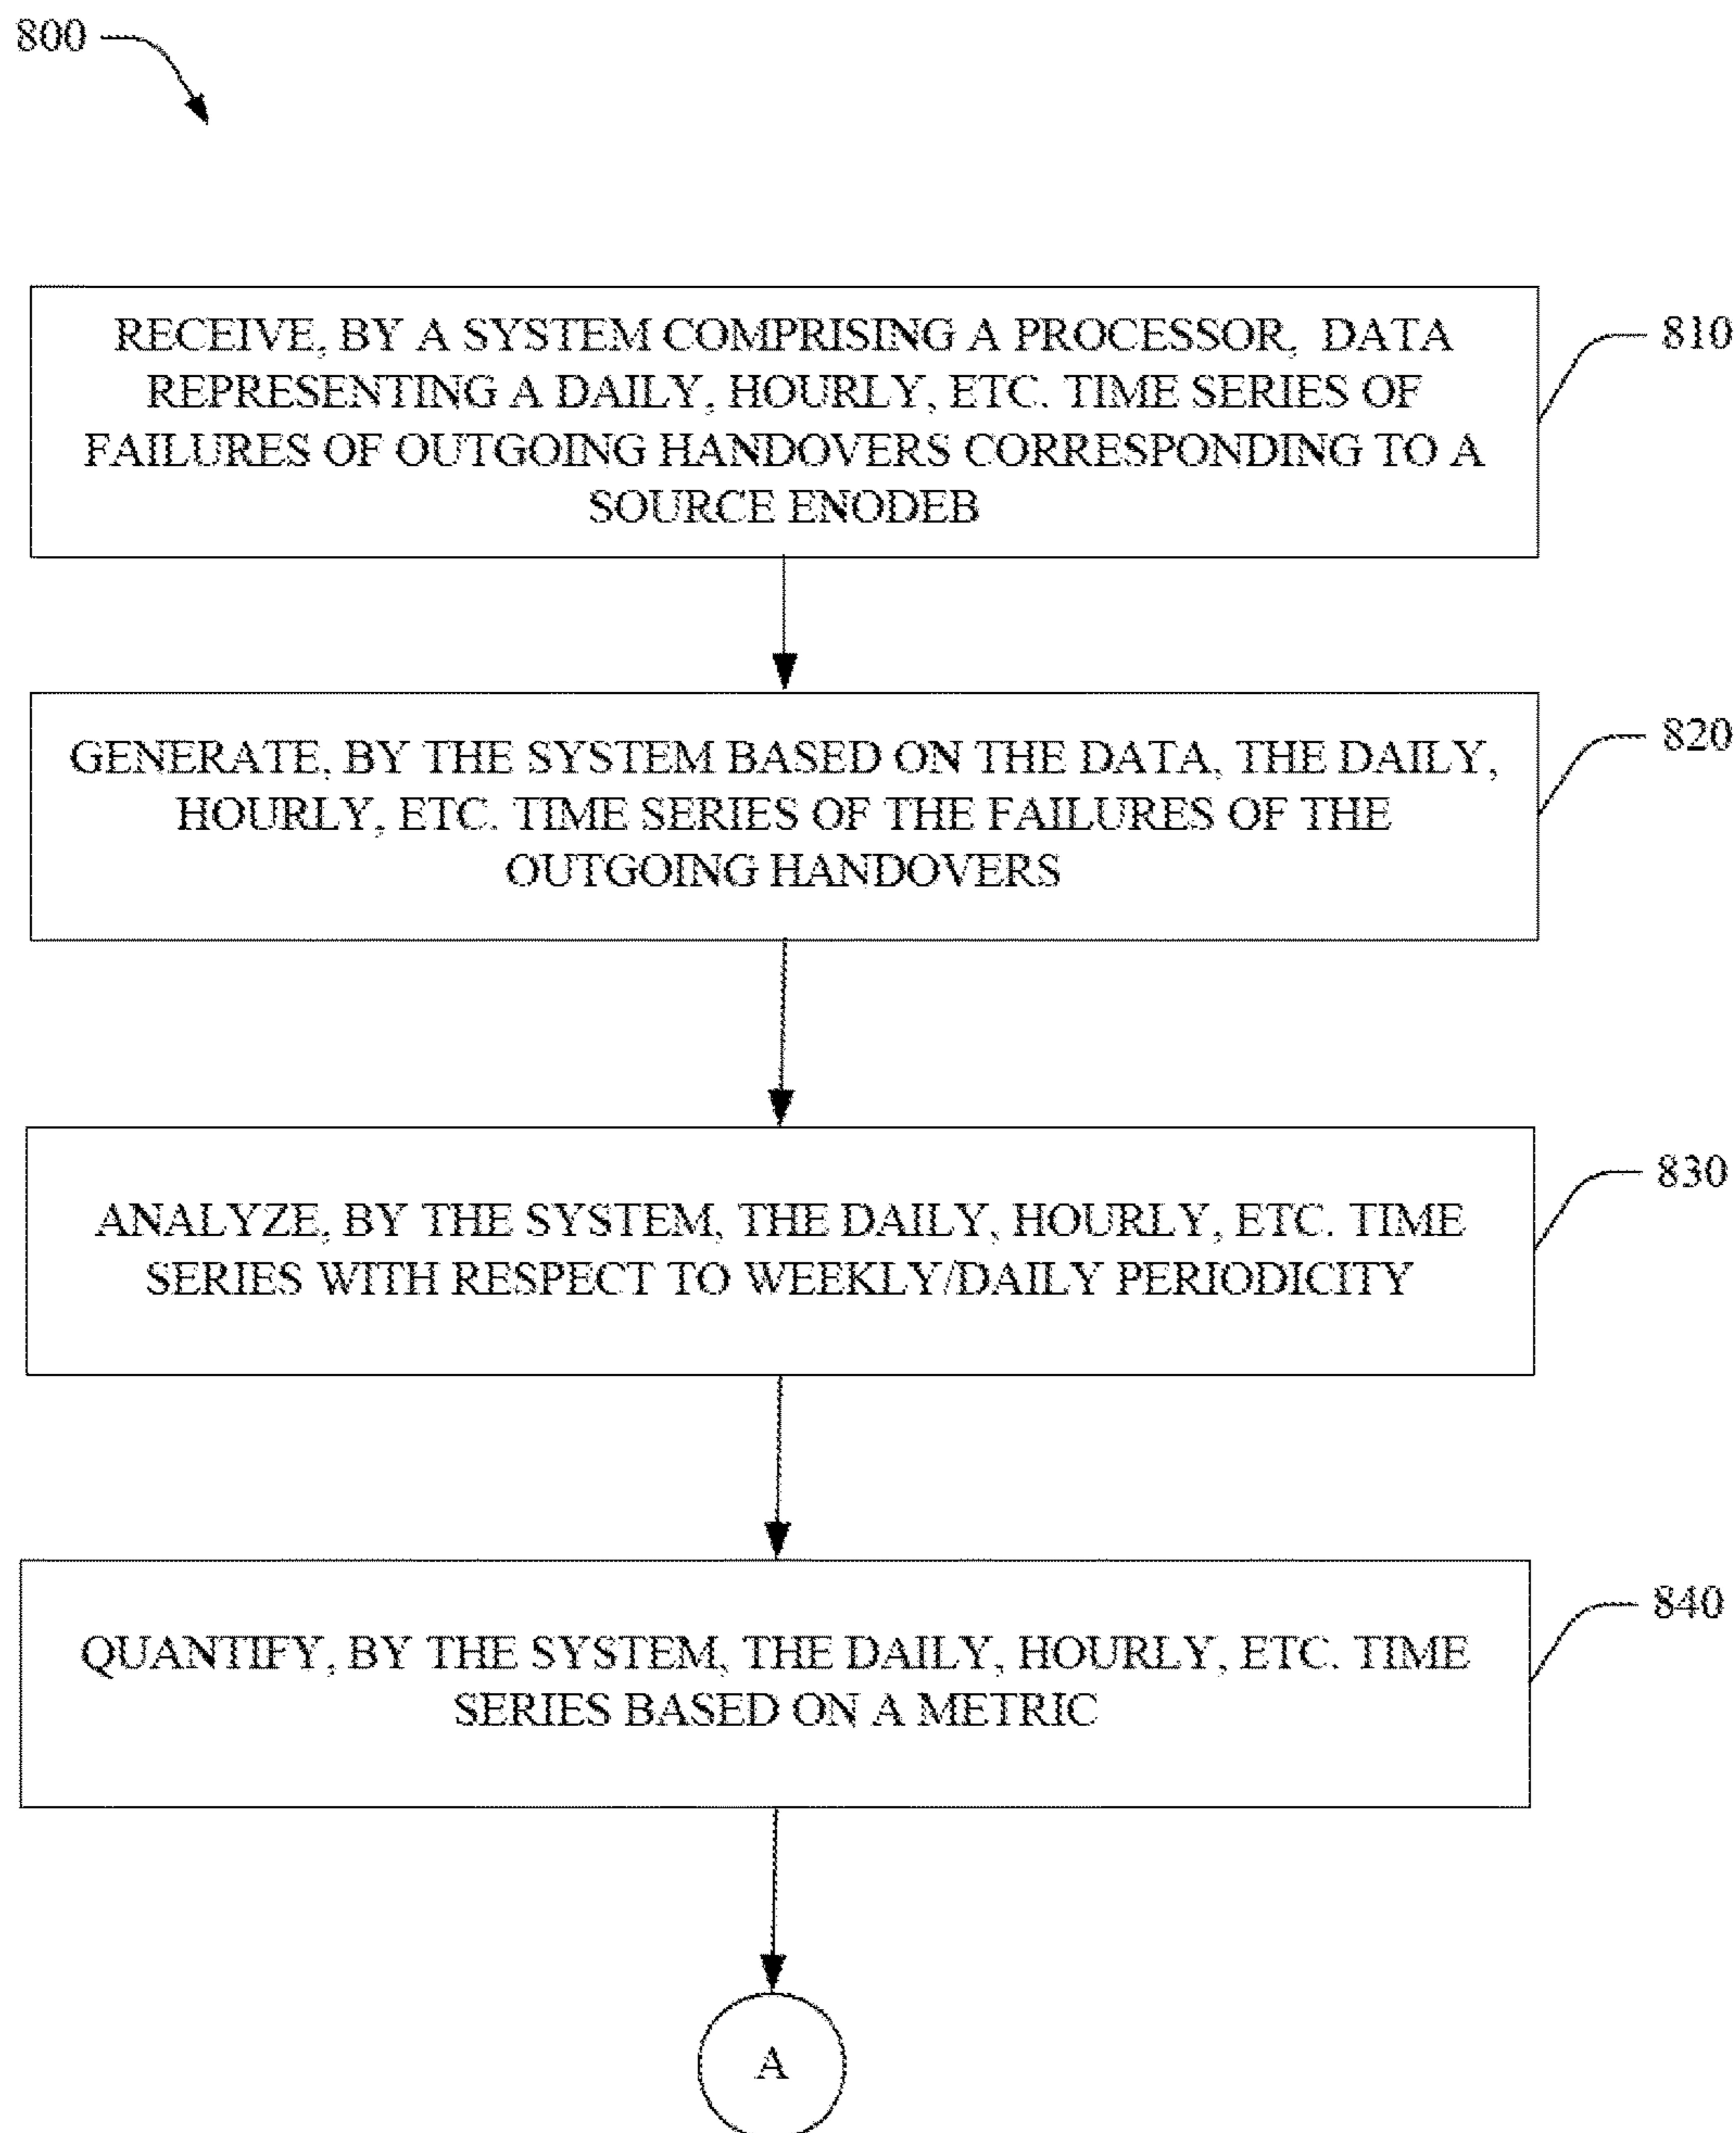 800
RECEIVE, BY A SYSTEM COMPRISING A PROCESSOR, DATA
REPRESENTING A DAILY, HOURLY, ETC. TIME SERIES OF
FAILURES OF OUTGOING HANDOVERS CORRESPONDING TO A
SOURCE ENODEB
810
GENERATE, BY THE SYSTEM BASED ON THE DATA, THE DAILY,
HOURLY, ETC. TIME SERIES OF THE FAILURES OF THE
OUTGOING HANDOVERS
820
ANALYZE, BY THE SYSTEM, THE DAILY, HOURLY, ETC. TIME
SERIES WITH RESPECT TO WEEKLY/DAILY PERIODICITY
830
QUANTIFY, BY THE SYSTEM, THE DAILY, HOURLY, ETC. TIME
SERIES BASED ON A METRIC
840
A